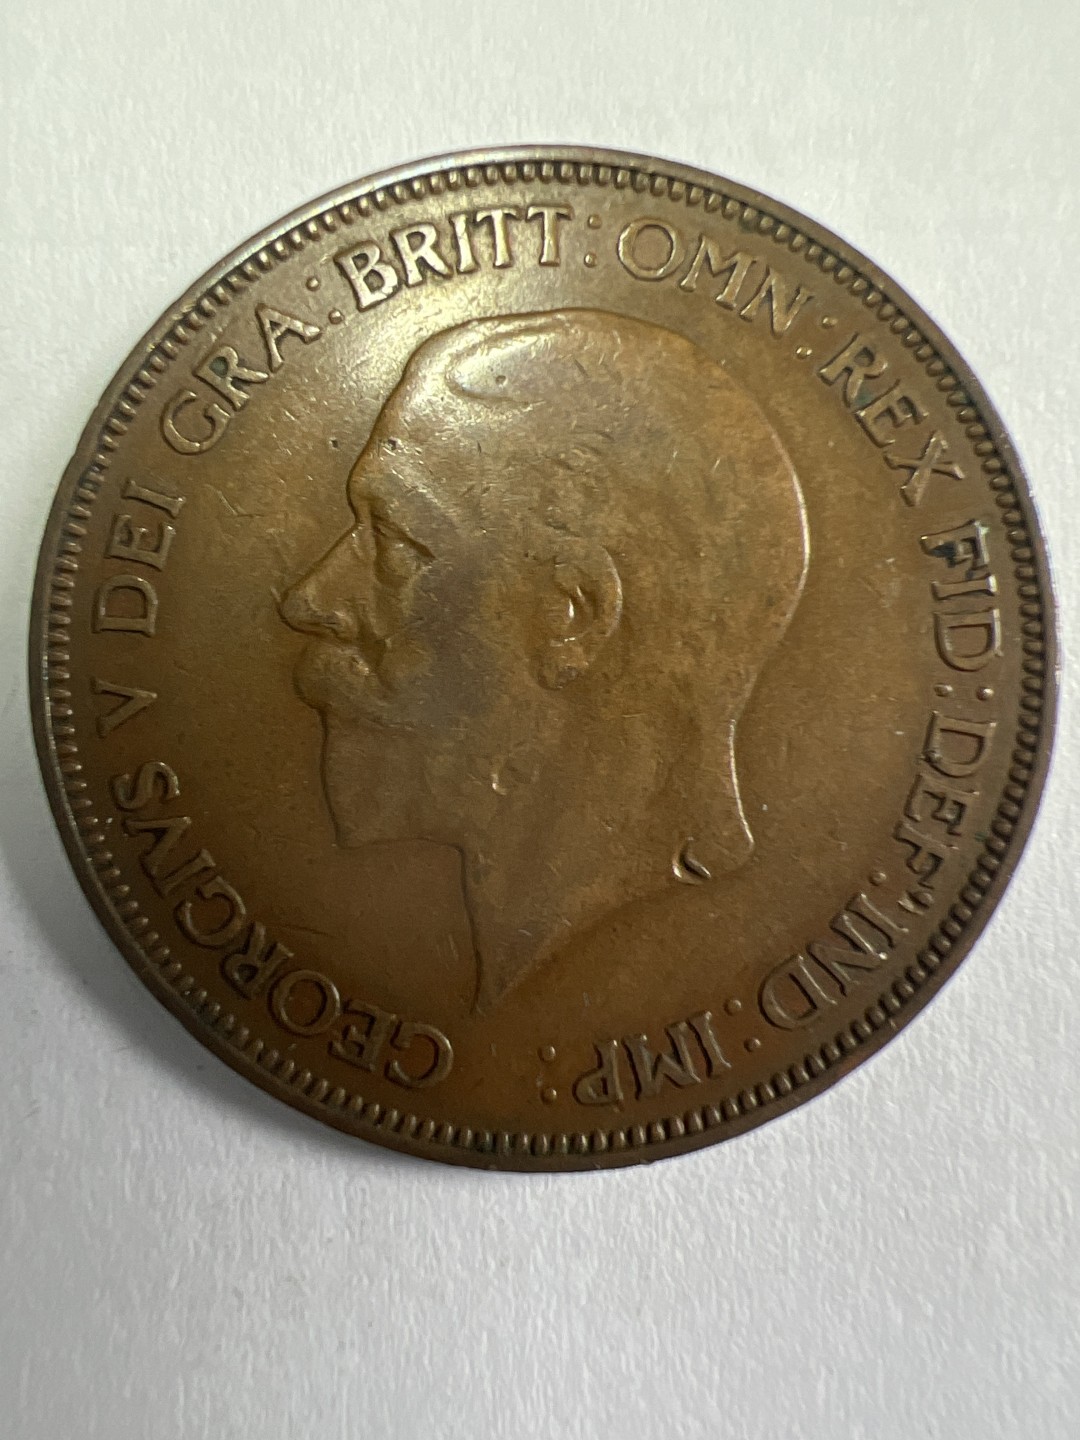 GEORGIVS V DEI GRA: BRITT: OMN: REX FID: DEF: IND: IMP: